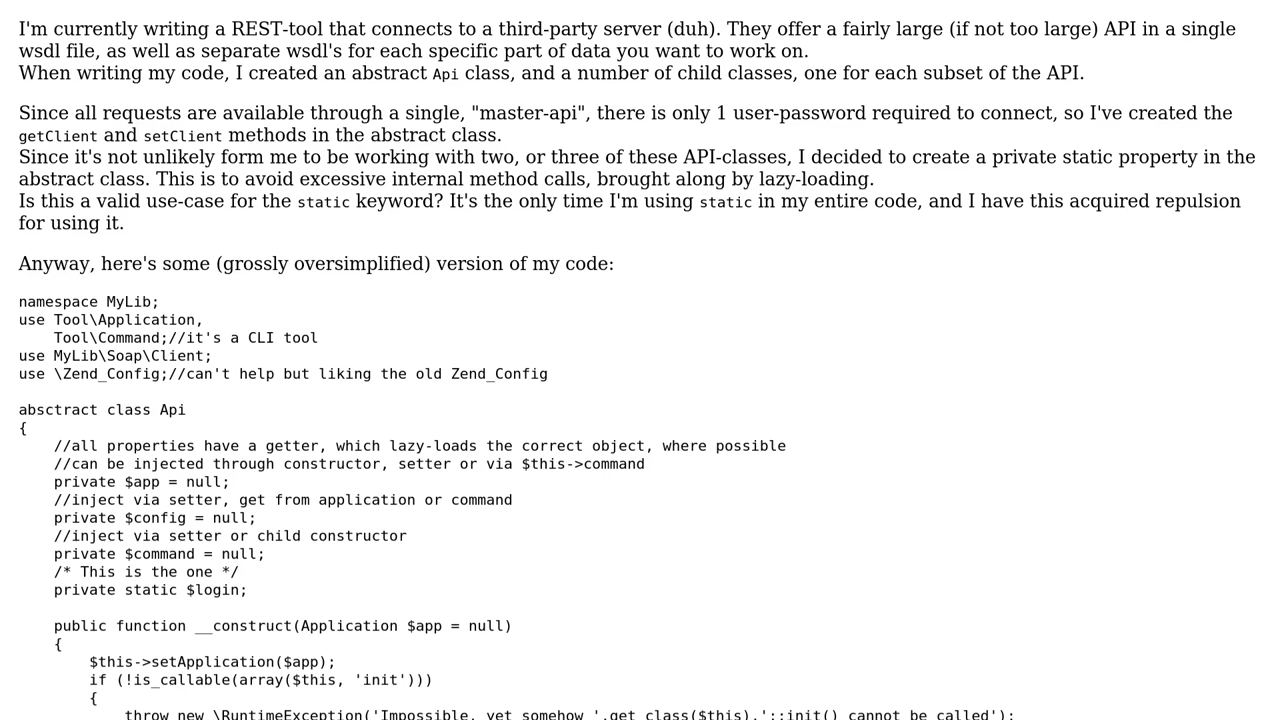 I'm currently writing a REST-tool that connects to a third-party server (duh). They offer a fairly large (if not too large) API in a single
wsdl file, as well as separate wsdl's for each specific part of data you want to work on.
When writing my code, I created an abstract Api class, and a number of child classes, one for each subset of the API.
Since all requests are available through a single, "master-api", there is only 1 user-password required to connect, so I've created the
getClient and setClient methods in the abstract class.
Since it's not unlikely form me to be working with two, or three of these API-classes, I decided to create a private static property in the
abstract class. This is to avoid excessive internal method calls, brought along by lazy-loading.
Is this a valid use-case for the static keyword? It's the only time I'm using static in my entire code, and I have this acquired repulsion
for using it.
Anyway, here's some (grossly oversimplified) version of my code:
namespace MyLib;
use Tool\Application,
    Tool\Command;//it's a CLI tool
use MyLib\Soap\Client;
use \Zend_Config;//can't help but liking the old Zend_Config
absctract class Api
{
    //all properties have a getter, which lazy-loads the correct object, where possible
    //can be injected through constructor, setter or via $this->command
    private $app = null;
    //inject via setter, get from application or command
    private $config = null;
    //inject via setter or child constructor
    private $command = null;
    /* This is the one */
    private static $login;
    public function __construct(Application $app = null)
    {
        $this->setApplication($app);
        if (!is_callable(array($this, 'init')))
        {
            throw new \RuntimeException('Impossible, yet somehow '.get_class($this).'::init() cannot be called');